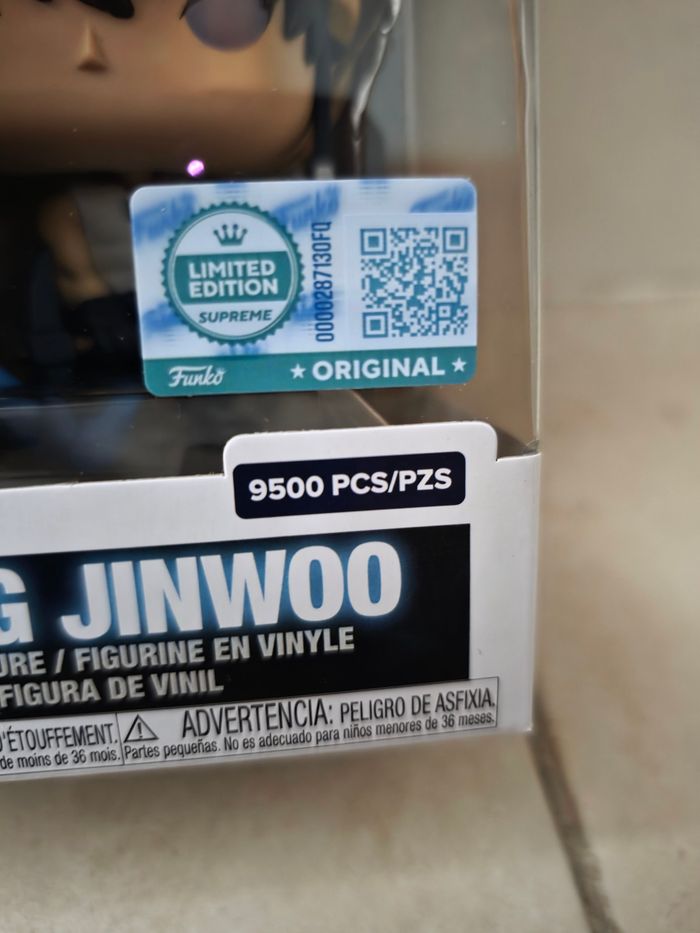 LIMITED
EDITION
SUPREME
0000287130FQ
Funko
★ ORIGINAL ★
9500 PCS/PZS
G JINWOO
URE / FIGURINE EN VINYLE
FIGURA DE VINIL
D'ÉTOUFFEMENT.
de moins de 36 mois.
ADVERTENCIA: PELIGRO DE ASFIXIA.
Partes pequeñas. No es adecuado para niños menores de 36 meses.